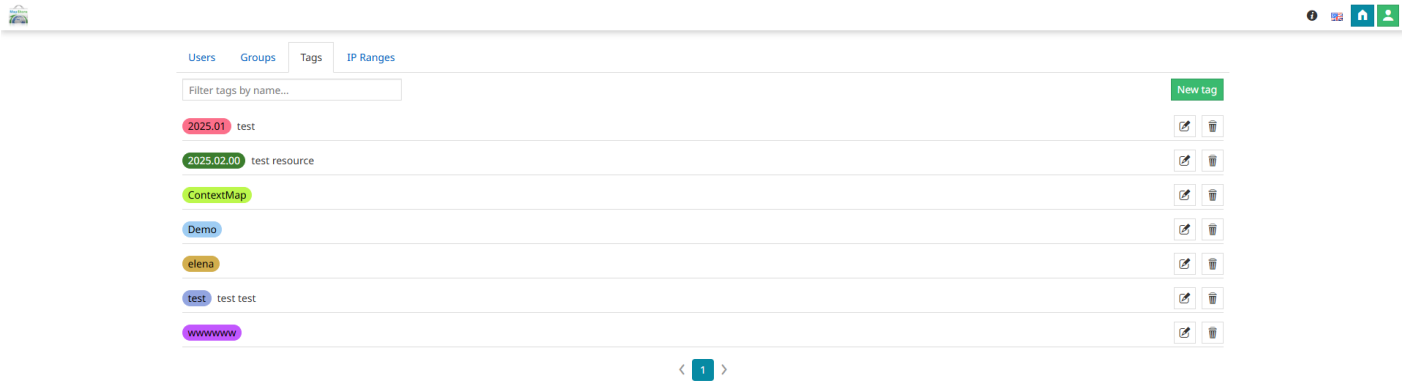 Users Groups Tags IP Ranges
Filter tags by name... New tag
2025.01 test
2025.02.00 test resource
ContextMap
Demo
elena
test test test
wwwwww
1